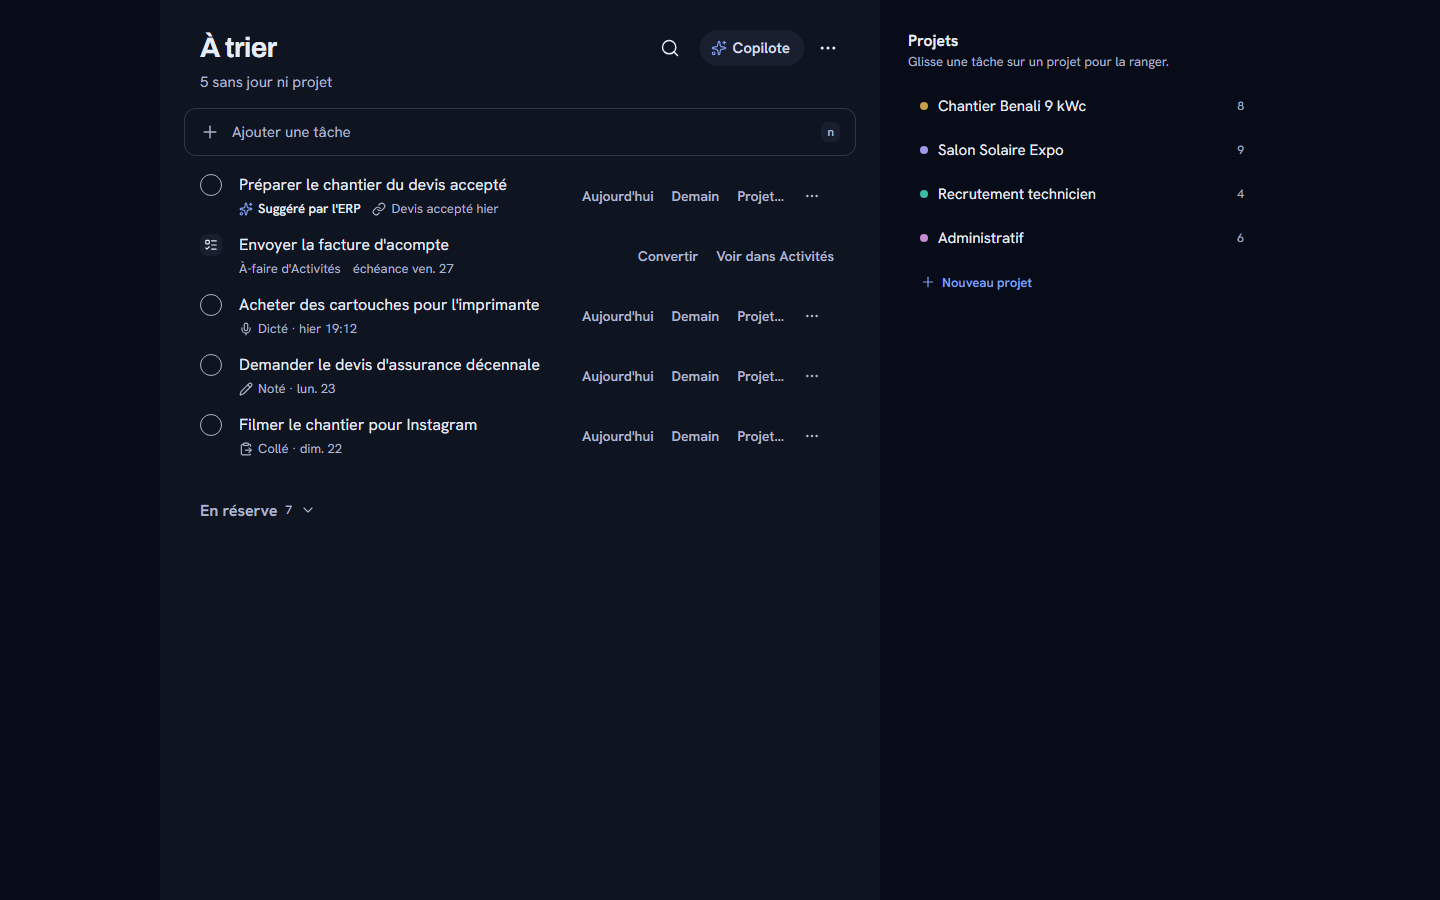 À trier
Copilote
5 sans jour ni projet
Ajouter une tâche
n
Préparer le chantier du devis accepté
Suggéré par l'ERP Devis accepté hier
Aujourd'hui Demain Projet...
Envoyer la facture d'acompte
À-faire d'Activités échéance ven. 27
Convertir Voir dans Activités
Acheter des cartouches pour l'imprimante
Dicté · hier 19:12
Aujourd'hui Demain Projet...
Demander le devis d'assurance décennale
Noté · lun. 23
Aujourd'hui Demain Projet...
Filmer le chantier pour Instagram
Collé · dim. 22
Aujourd'hui Demain Projet...
En réserve 7
Projets
Glisse une tâche sur un projet pour la ranger.
Chantier Benali 9 kWc 8
Salon Solaire Expo 9
Recrutement technicien 4
Administratif 6
Nouveau projet